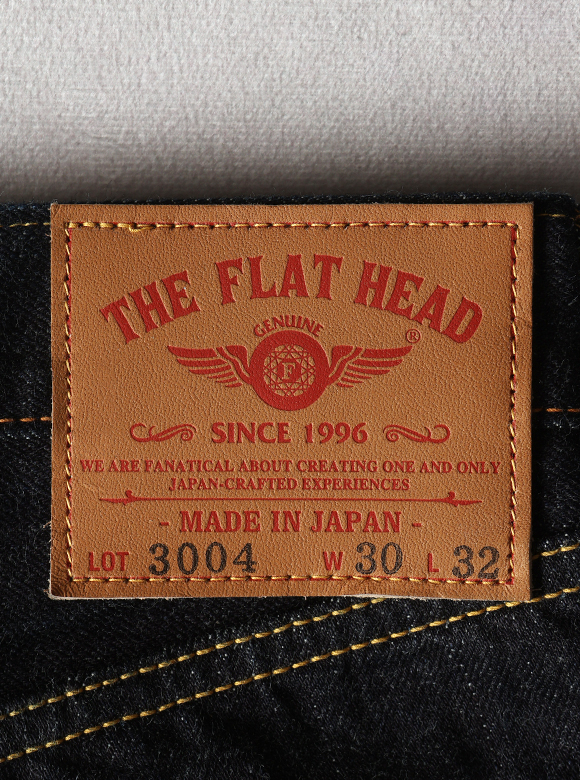 THE FLAT HEAD
GENUINE
®
F
SINCE 1996
WE ARE FANATICAL ABOUT CREATING ONE AND ONLY
JAPAN-CRAFTED EXPERIENCES
- MADE IN JAPAN -
LOT 3004 W 30 L 32